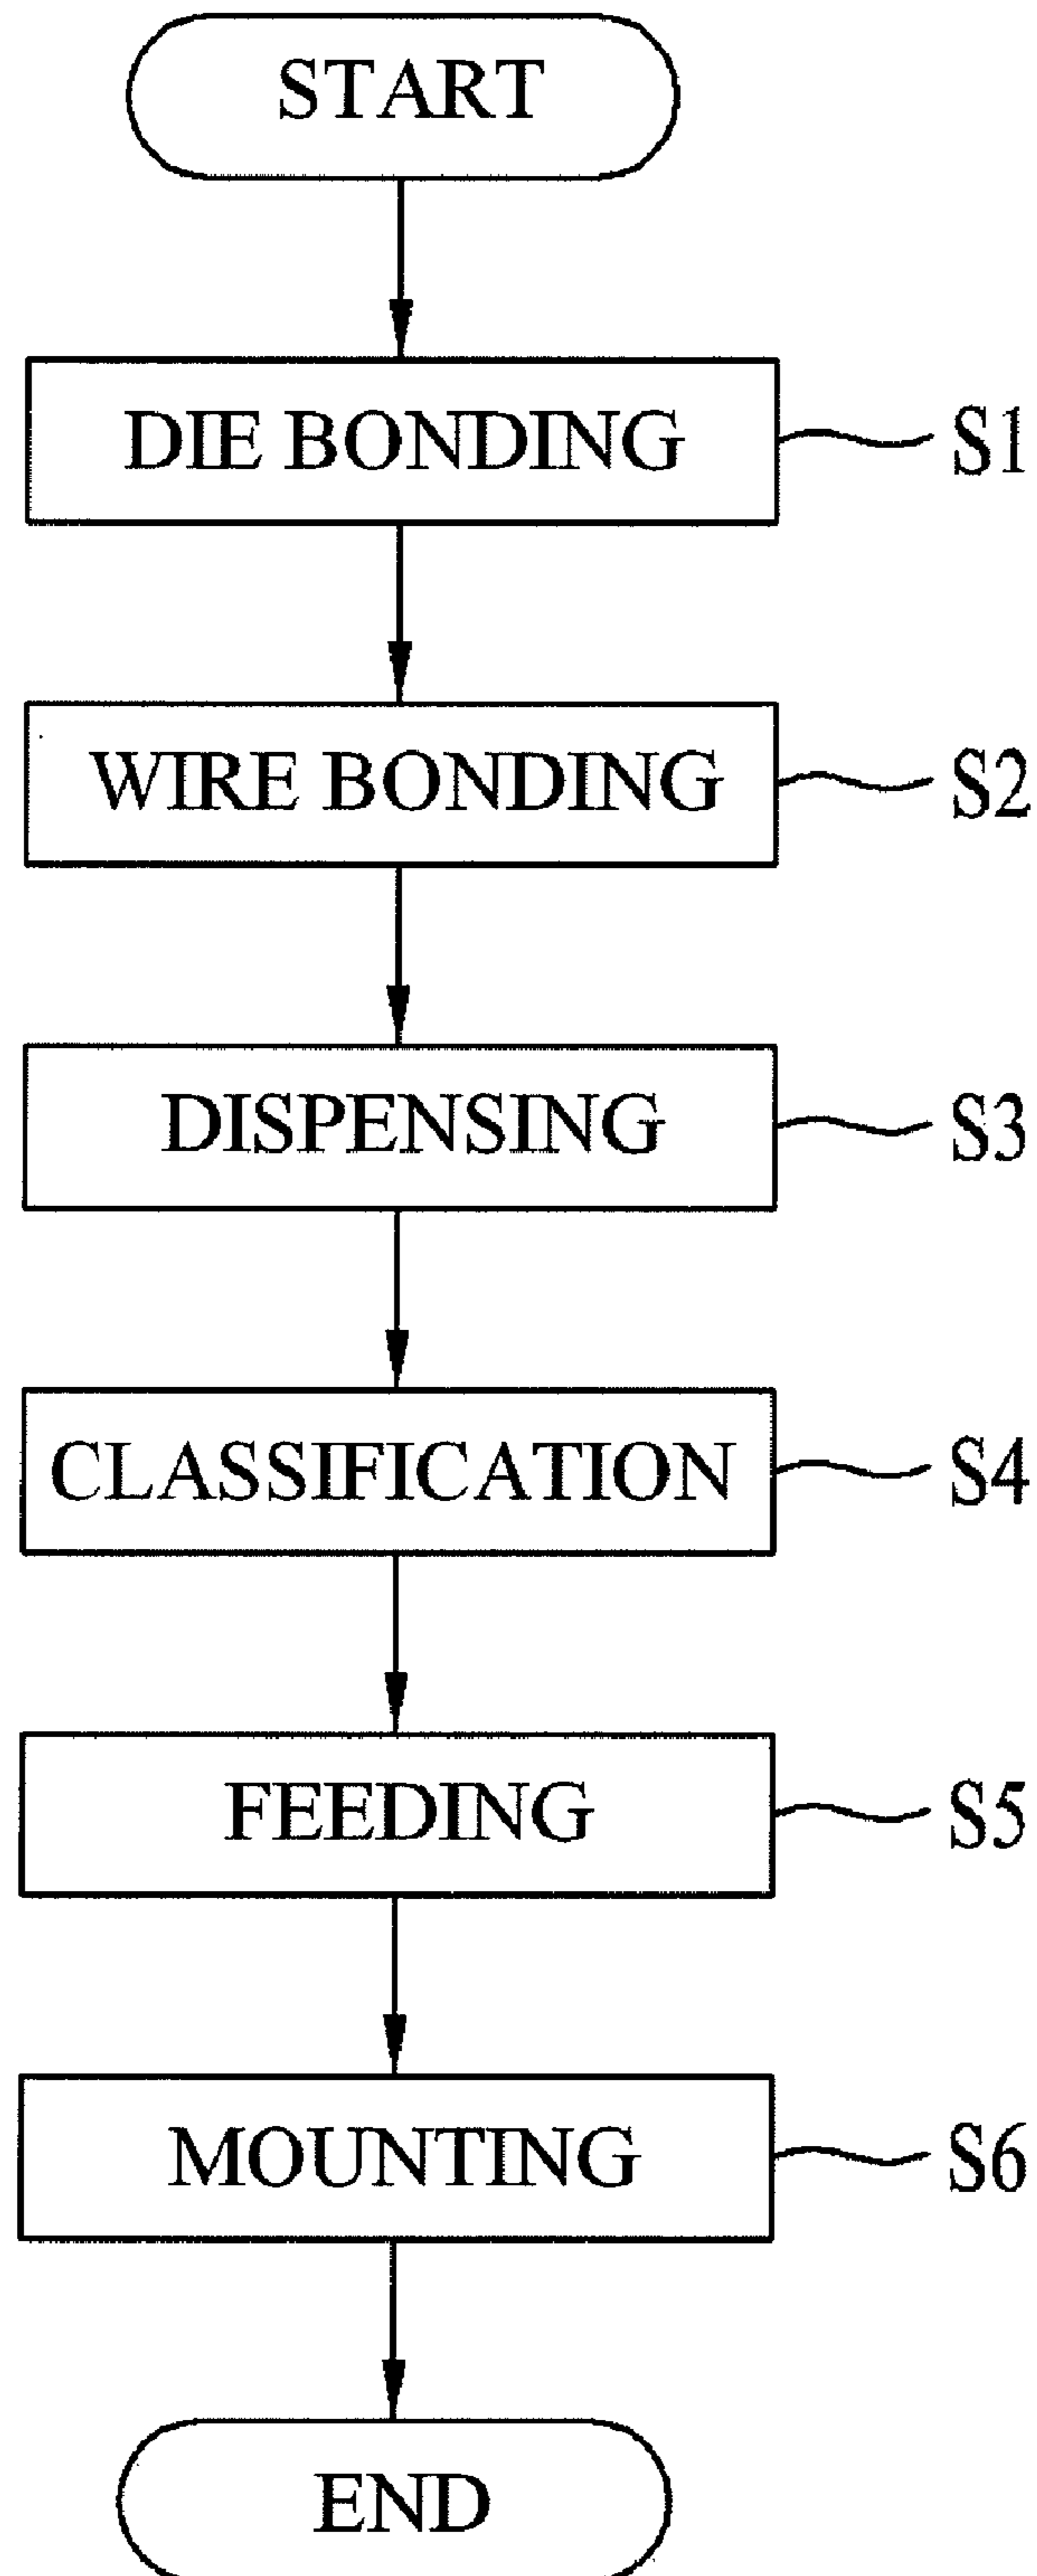 START
DIE BONDING S1
WIRE BONDING S2
DISPENSING S3
CLASSIFICATION S4
FEEDING S5
MOUNTING S6
END